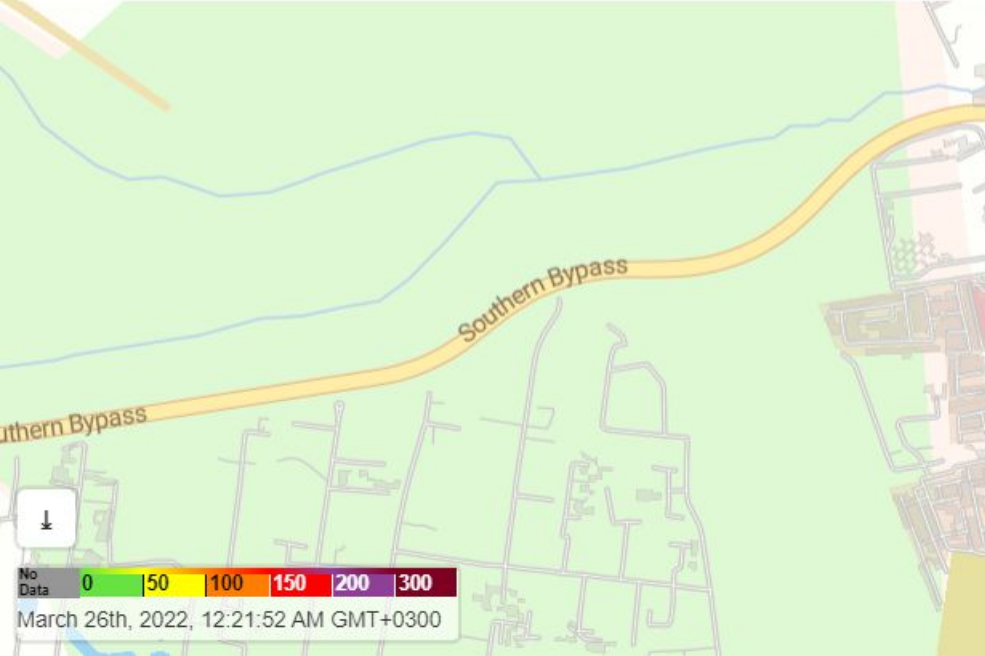 Southern Bypass
uthern Bypass
No
Data
0
50
100
150
200
300
March 26th, 2022, 12:21:52 AM GMT+0300